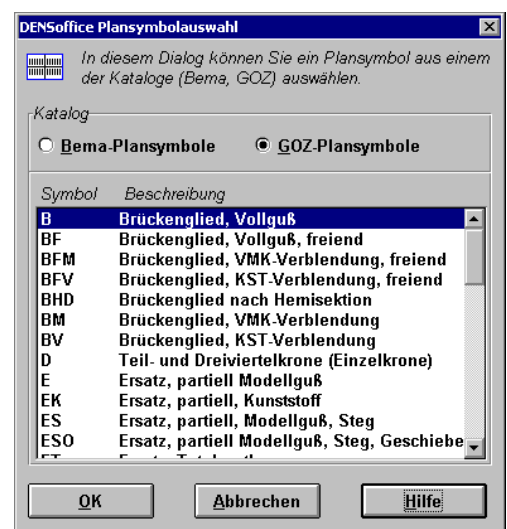 DENSoffice Plansymbolauswahl
In diesem Dialog können Sie ein Plansymbol aus einem
der Kataloge (Bema, GOZ) auswählen.
Katalog
Bema-Plansymbole GOZ-Plansymbole
Symbol Beschreibung
B Brückenglied, Vollguß
BF Brückenglied, Vollguß, freiend
BFM Brückenglied, VMK-Verblendung, freiend
BFV Brückenglied, KST-Verblendung, freiend
BHD Brückenglied nach Hemisektion
BM Brückenglied, VMK-Verblendung
BV Brückenglied, KST-Verblendung
D Teil- und Dreiviertelkrone (Einzelkrone)
E Ersatz, partiell Modellguß
EK Ersatz, partiell, Kunststoff
ES Ersatz, partiell, Modellguß, Steg
ESO Ersatz, partiell Modellguß, Steg, Geschiebe
OK Abbrechen Hilfe